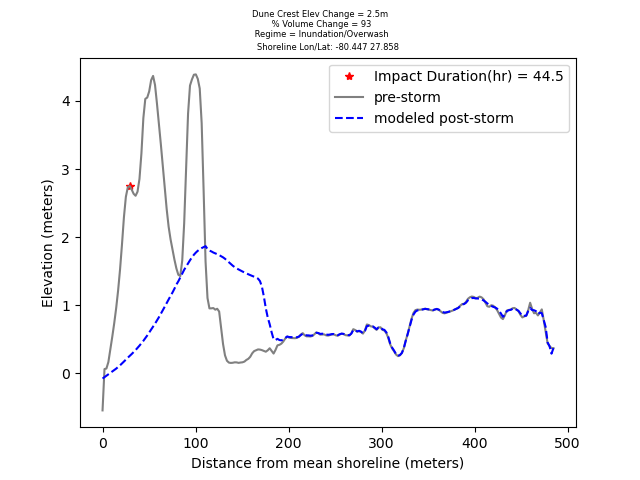 Dune Crest Elev Change = 2.5m
% Volume Change = 93
Regime = Inundation/Overwash
Shoreline Lon/Lat: -80.447 27.858
Impact Duration(hr) = 44.5
pre-storm
modeled post-storm
Elevation (meters)
4
3
2
1
0
0 100 200 300 400 500
Distance from mean shoreline (meters)